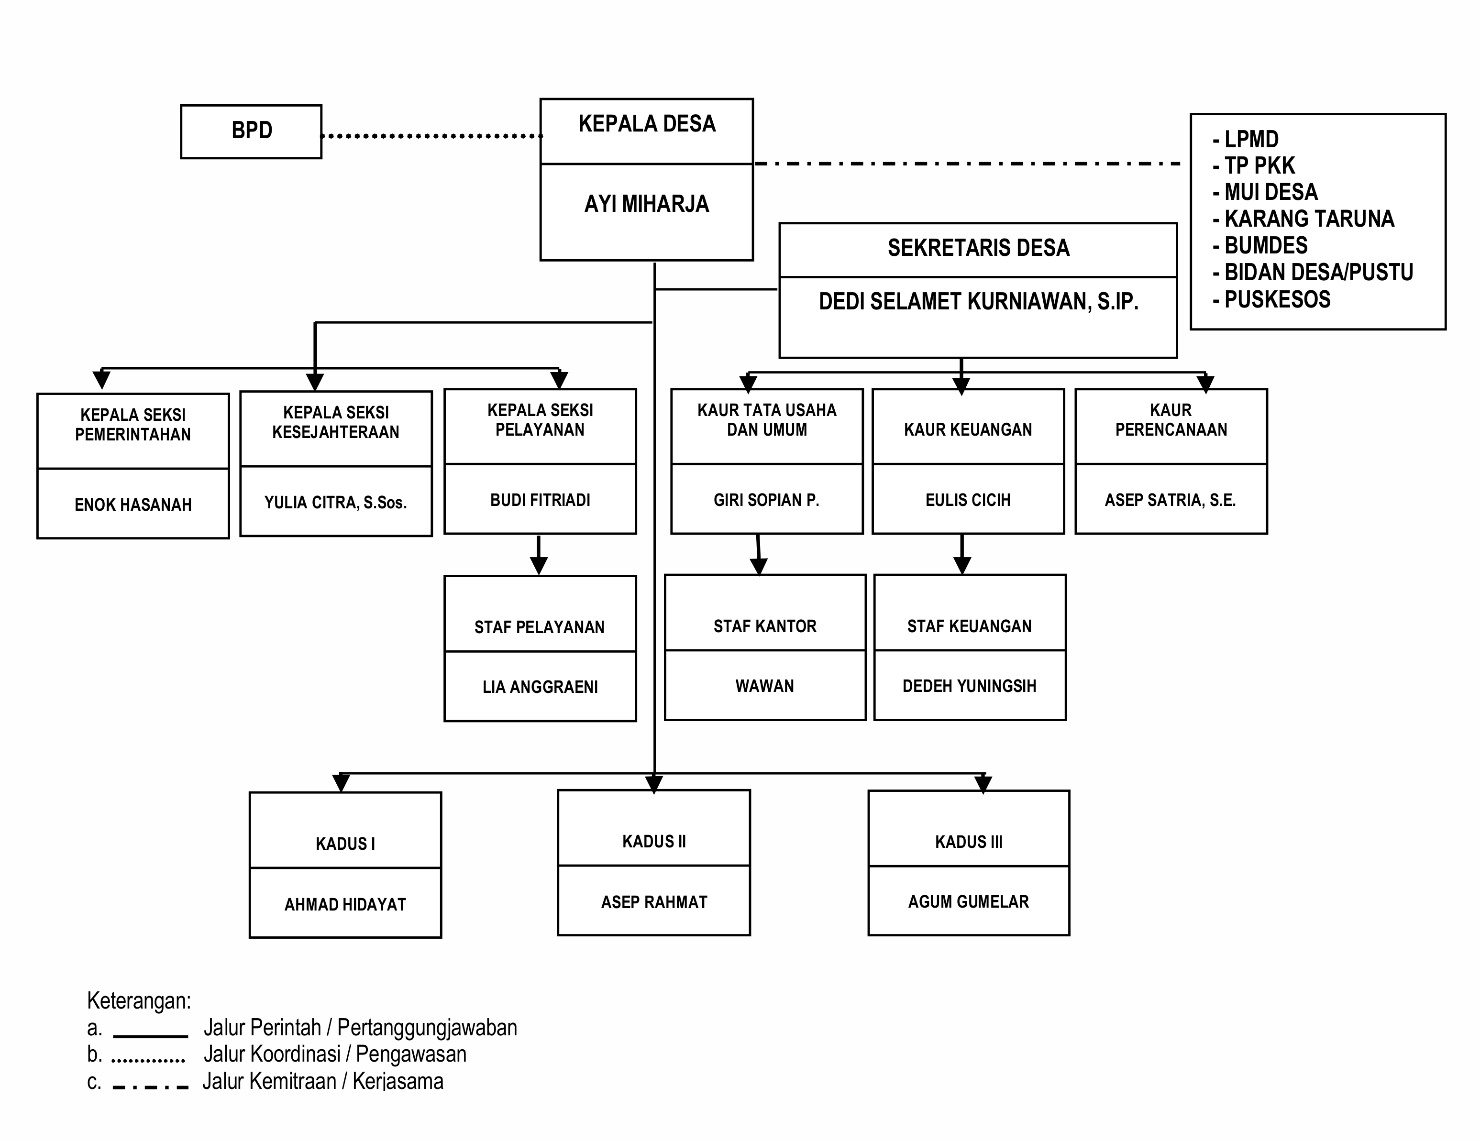 BPD
KEPALA DESA
AYI MIHARJA
- LPMD
- TP PKK
- MUI DESA
- KARANG TARUNA
- BUMDES
- BIDAN DESA/PUSTU
- PUSKESOS
SEKRETARIS DESA
DEDI SELAMET KURNIAWAN, S.IP.
KEPALA SEKSI
PEMERINTAHAN
ENOK HASANAH
KEPALA SEKSI
KESEJAHTERAAN
YULIA CITRA, S.Sos.
KEPALA SEKSI
PELAYANAN
BUDI FITRIADI
KAUR TATA USAHA
DAN UMUM
GIRI SOPIAN P.
KAUR KEUANGAN
EULIS CICIH
KAUR
PERENCANAAN
ASEP SATRIA, S.E.
STAF PELAYANAN
LIA ANGGRAENI
STAF KANTOR
WAWAN
STAF KEUANGAN
DEDEH YUNINGSIH
KADUS I
AHMAD HIDAYAT
KADUS II
ASEP RAHMAT
KADUS III
AGUM GUMELAR
Keterangan:
a. Jalur Perintah / Pertanggungjawaban
b. Jalur Koordinasi / Pengawasan
c. Jalur Kemitraan / Kerjasama